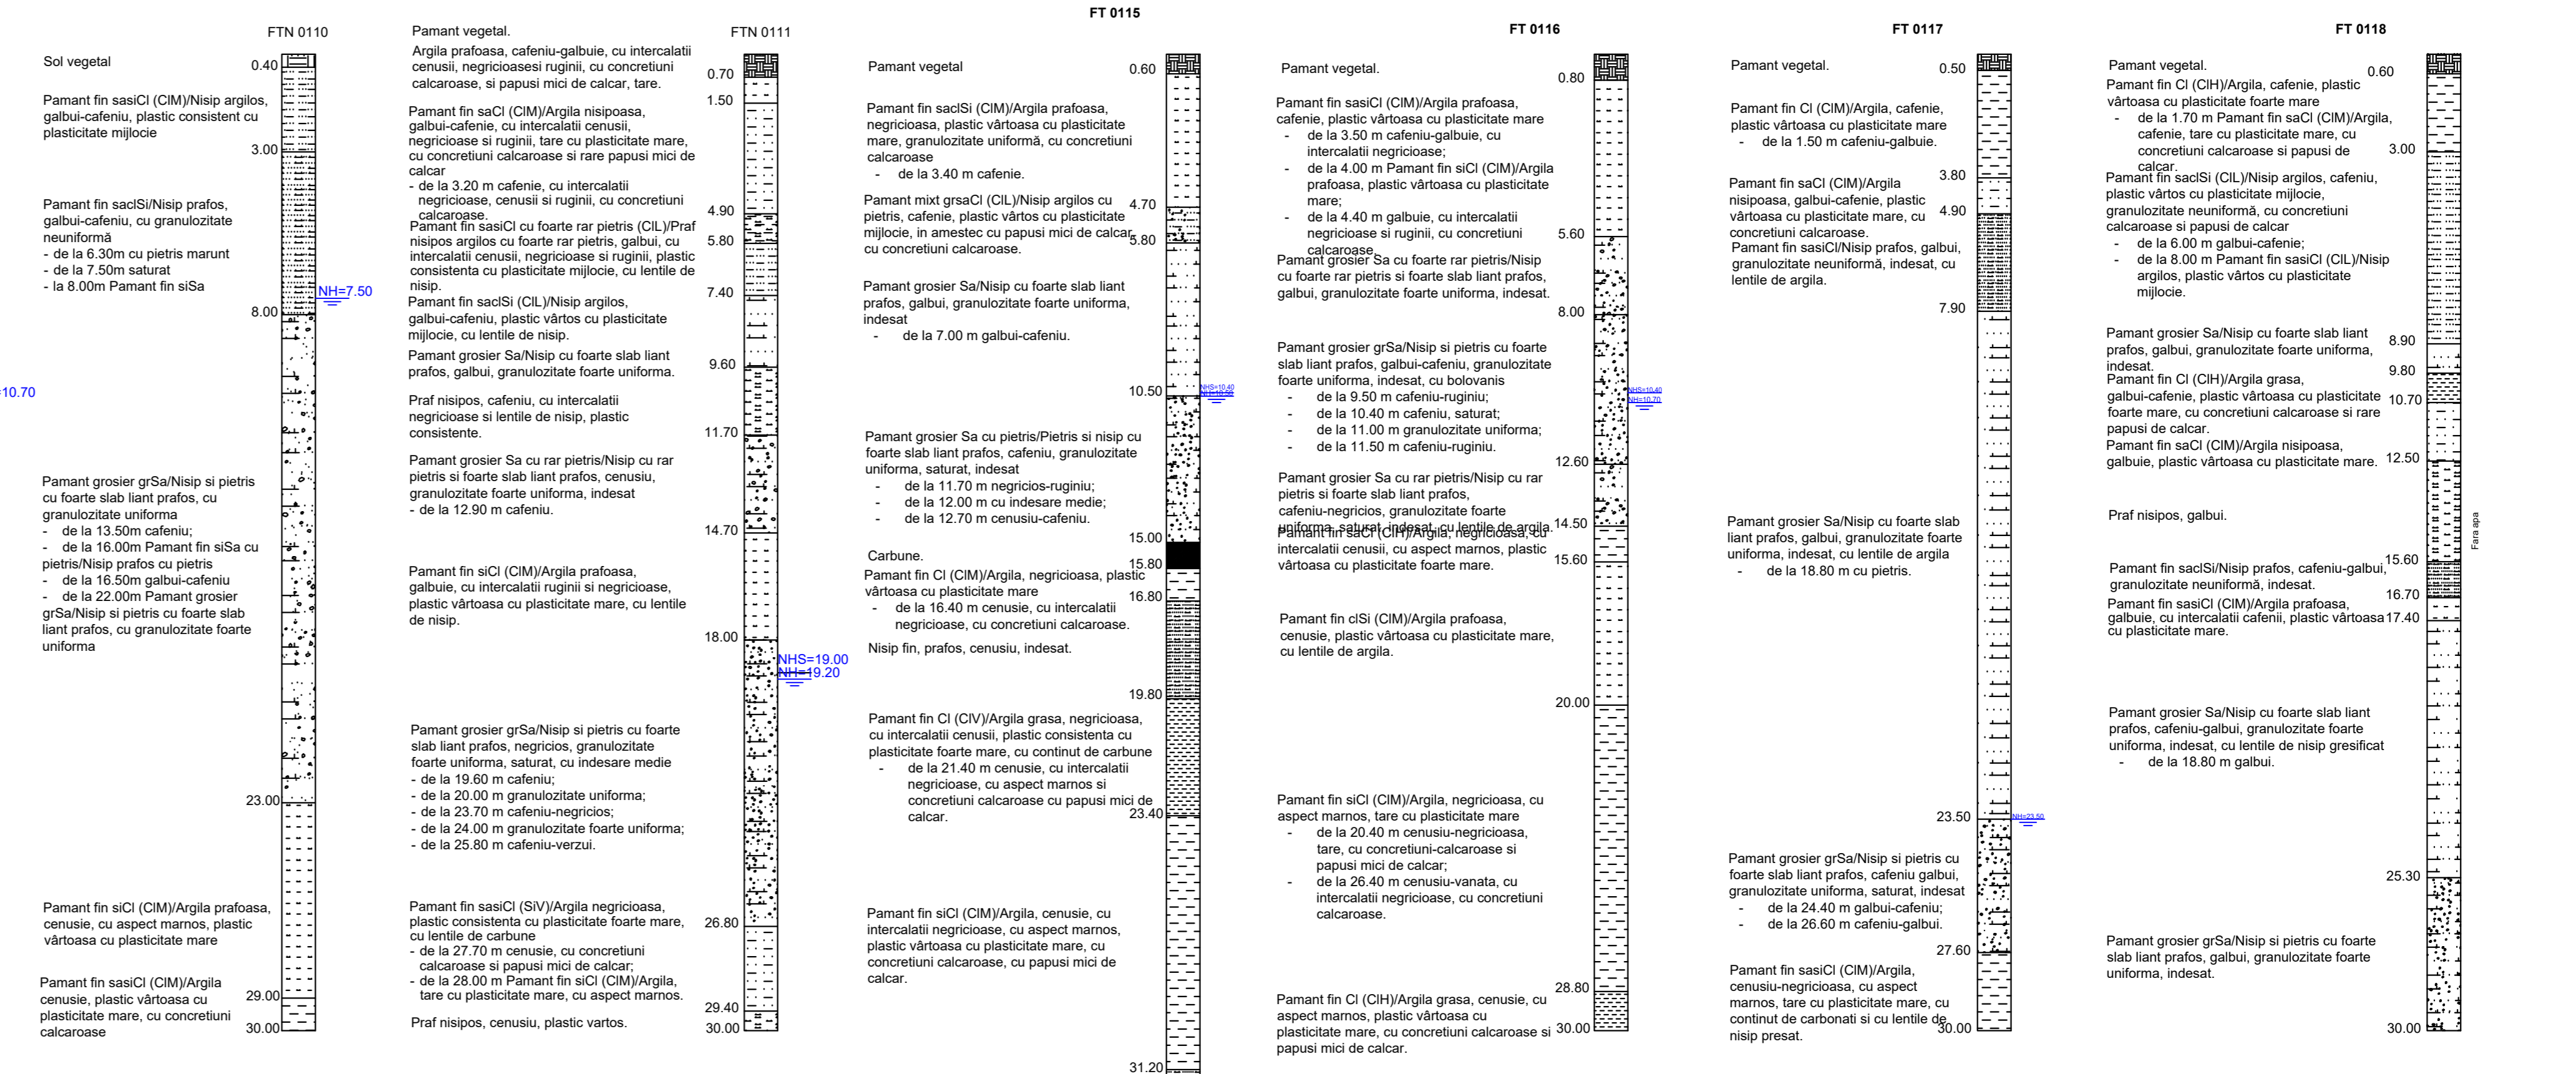 =10.70
FTN 0110
Sol vegetal
0.40
Pamant fin sasiCl (ClM)/Nisip argilos,
galbui-cafeniu, plastic consistent cu
plasticitate mijlocie
3.00
Pamant fin saclSi/Nisip prafos,
galbui-cafeniu, cu granulozitate
neuniformă
- de la 6.30m cu pietris marunt
- de la 7.50m saturat
- la 8.00m Pamant fin siSa
NH=7.50
8.00
Pamant grosier grSa/Nisip si pietris
cu foarte slab liant prafos, cu
granulozitate uniforma
- de la 13.50m cafeniu;
- de la 16.00m Pamant fin siSa cu
pietris/Nisip prafos cu pietris
- de la 16.50m galbui-cafeniu
- de la 22.00m Pamant grosier
grSa/Nisip si pietris cu foarte slab
liant prafos, cu granulozitate foarte
uniforma
23.00
Pamant fin siCl (ClM)/Argila prafoasa,
cenusie, cu aspect marnos, plastic
vârtoasa cu plasticitate mare
29.00
Pamant fin sasiCl (ClM)/Argila
cenusie, plastic vârtoasa cu
plasticitate mare, cu concretiuni
calcaroase
30.00
FTN 0111
Pamant vegetal.
0.70
Argila prafoasa, cafeniu-galbuie, cu intercalatii
cenusii, negricioasesi ruginii, cu concretiuni
calcaroase, si papusi mici de calcar, tare.
1.50
Pamant fin saCl (ClM)/Argila nisipoasa,
galbui-cafenie, cu intercalatii cenusii,
negricioase si ruginii, tare cu plasticitate mare,
cu concretiuni calcaroase si rare papusi mici de
calcar
- de la 3.20 m cafenie, cu intercalatii
negricioase, cenusii si ruginii, cu concretiuni
calcaroase.
4.90
Pamant fin sasiCl cu foarte rar pietris (ClL)/Praf
nisipos argilos cu foarte rar pietris, galbui, cu
intercalatii cenusii, negricioase si ruginii, plastic
consistenta cu plasticitate mijlocie, cu lentile de
nisip.
5.80
Pamant fin saclSi (ClL)/Nisip argilos,
galbui-cafeniu, plastic vârtos cu plasticitate
mijlocie, cu lentile de nisip.
7.40
Pamant grosier Sa/Nisip cu foarte slab liant
prafos, galbui, granulozitate foarte uniforma.
9.60
Praf nisipos, cafeniu, cu intercalatii
negricioase si lentile de nisip, plastic
consistente.
11.70
Pamant grosier Sa cu rar pietris/Nisip cu rar
pietris si foarte slab liant prafos, cenusiu,
granulozitate foarte uniforma, indesat
- de la 12.90 m cafeniu.
14.70
Pamant fin siCl (ClM)/Argila prafoasa,
galbuie, cu intercalatii ruginii si negricioase,
plastic vârtoasa cu plasticitate mare, cu lentile
de nisip.
18.00
NHS=19.00
NH=19.20
Pamant grosier grSa/Nisip si pietris cu foarte
slab liant prafos, negricios, granulozitate
foarte uniforma, saturat, cu indesare medie
- de la 19.60 m cafeniu;
- de la 20.00 m granulozitate uniforma;
- de la 23.70 m cafeniu-negricios;
- de la 24.00 m granulozitate foarte uniforma;
- de la 25.80 m cafeniu-verzui.
26.80
Pamant fin sasiCl (SiV)/Argila negricioasa,
plastic consistenta cu plasticitate foarte mare,
cu lentile de carbune
- de la 27.70 m cenusie, cu concretiuni
calcaroase si papusi mici de calcar;
- de la 28.00 m Pamant fin siCl (ClM)/Argila,
tare cu plasticitate mare, cu aspect marnos.
29.40
Praf nisipos, cenusiu, plastic vartos.
30.00
FT 0115
Pamant vegetal
0.60
Pamant fin saclSi (ClM)/Argila prafoasa,
negricioasa, plastic vârtoasa cu plasticitate
mare, granulozitate uniformă, cu concretiuni
calcaroase
- de la 3.40 m cafenie.
4.70
Pamant mixt grsaCl (ClL)/Nisip argilos cu
pietris, cafenie, plastic vârtos cu plasticitate
mijlocie, in amestec cu papusi mici de calcar,
cu concretiuni calcaroase.
5.80
Pamant grosier Sa/Nisip cu foarte slab liant
prafos, galbui, granulozitate foarte uniforma,
indesat
- de la 7.00 m galbui-cafeniu.
10.50
NHS=10.40
NH=10.50
Pamant grosier Sa cu pietris/Pietris si nisip cu
foarte slab liant prafos, cafeniu, granulozitate
uniforma, saturat, indesat
- de la 11.70 m negricios-ruginiu;
- de la 12.00 m cu indesare medie;
- de la 12.70 m cenusiu-cafeniu.
15.00
Carbune.
15.80
Pamant fin Cl (ClM)/Argila, negricioasa, plastic
vârtoasa cu plasticitate mare
- de la 16.40 m cenusie, cu intercalatii
negricioase, cu concretiuni calcaroase.
16.80
Nisip fin, prafos, cenusiu, indesat.
19.80
Pamant fin Cl (ClV)/Argila grasa, negricioasa,
cu intercalatii cenusii, plastic consistenta cu
plasticitate foarte mare, cu continut de carbune
- de la 21.40 m cenusie, cu intercalatii
negricioase, cu aspect marnos si
concretiuni calcaroase cu papusi mici de
calcar.
23.40
Pamant fin siCl (ClM)/Argila, cenusie, cu
intercalatii negricioase, cu aspect marnos,
plastic vârtoasa cu plasticitate mare, cu
concretiuni calcaroase, cu papusi mici de
calcar.
31.20
FT 0116
Pamant vegetal.
0.80
Pamant fin sasiCl (ClM)/Argila prafoasa,
cafenie, plastic vârtoasa cu plasticitate mare
- de la 3.50 m cafeniu-galbuie, cu
intercalatii negricioase;
- de la 4.00 m Pamant fin siCl (ClM)/Argila
prafoasa, plastic vârtoasa cu plasticitate
mare;
- de la 4.40 m galbuie, cu intercalatii
negricioase si ruginii, cu concretiuni
calcaroase.
5.60
Pamant grosier Sa cu foarte rar pietris/Nisip
cu foarte rar pietris si foarte slab liant prafos,
galbui, granulozitate foarte uniforma, indesat.
8.00
Pamant grosier grSa/Nisip si pietris cu foarte
slab liant prafos, galbui-cafeniu, granulozitate
foarte uniforma, indesat, cu bolovanis
- de la 9.50 m cafeniu-ruginiu;
- de la 10.40 m cafeniu, saturat;
- de la 11.00 m granulozitate uniforma;
- de la 11.50 m cafeniu-ruginiu.
NHS=10.40
NH=10.70
12.60
Pamant grosier Sa cu rar pietris/Nisip cu rar
pietris si foarte slab liant prafos,
cafeniu-negricios, granulozitate foarte
uniforma, saturat, indesat, cu lentile de argila.
14.50
Pamant fin saCl (ClH)/Argila, negricioasa, cu
intercalatii cenusii, cu aspect marnos, plastic
vârtoasa cu plasticitate foarte mare.
15.60
Pamant fin clSi (ClM)/Argila prafoasa,
cenusie, plastic vârtoasa cu plasticitate mare,
cu lentile de argila.
20.00
Pamant fin siCl (ClM)/Argila, negricioasa, cu
aspect marnos, tare cu plasticitate mare
- de la 20.40 m cenusiu-negricioasa,
tare, cu concretiuni-calcaroase si
papusi mici de calcar;
- de la 26.40 m cenusiu-vanata, cu
intercalatii negricioase, cu concretiuni
calcaroase.
28.80
Pamant fin Cl (ClH)/Argila grasa, cenusie, cu
aspect marnos, plastic vârtoasa cu
plasticitate mare, cu concretiuni calcaroase si
papusi mici de calcar.
30.00
FT 0117
Pamant vegetal.
0.50
Pamant fin Cl (ClM)/Argila, cafenie,
plastic vârtoasa cu plasticitate mare
- de la 1.50 m cafeniu-galbuie.
3.80
Pamant fin saCl (ClM)/Argila
nisipoasa, galbui-cafenie, plastic
vârtoasa cu plasticitate mare, cu
concretiuni calcaroase.
4.90
Pamant fin sasiCl/Nisip prafos, galbui,
granulozitate neuniformă, indesat, cu
lentile de argila.
7.90
Pamant grosier Sa/Nisip cu foarte slab
liant prafos, galbui, granulozitate foarte
uniforma, indesat, cu lentile de argila
- de la 18.80 m cu pietris.
23.50
NH=23.50
Pamant grosier grSa/Nisip si pietris cu
foarte slab liant prafos, cafeniu galbui,
granulozitate uniforma, saturat, indesat
- de la 24.40 m galbui-cafeniu;
- de la 26.60 m cafeniu-galbui.
27.60
Pamant fin sasiCl (ClM)/Argila,
cenusiu-negricioasa, cu aspect
marnos, tare cu plasticitate mare, cu
continut de carbonati si cu lentile de
nisip presat.
30.00
FT 0118
Pamant vegetal.
0.60
Pamant fin Cl (ClH)/Argila, cafenie, plastic
vârtoasa cu plasticitate foarte mare
- de la 1.70 m Pamant fin saCl (ClM)/Argila,
cafenie, tare cu plasticitate mare, cu
concretiuni calcaroase si papusi de
calcar.
3.00
Pamant fin saclSi (ClL)/Nisip argilos, cafeniu,
plastic vârtos cu plasticitate mijlocie,
granulozitate neuniformă, cu concretiuni
calcaroase si papusi de calcar
- de la 6.00 m galbui-cafenie;
- de la 8.00 m Pamant fin sasiCl (ClL)/Nisip
argilos, plastic vârtos cu plasticitate
mijlocie.
8.90
Pamant grosier Sa/Nisip cu foarte slab liant
prafos, galbui, granulozitate foarte uniforma,
indesat.
9.80
Pamant fin Cl (ClH)/Argila grasa,
galbui-cafenie, plastic vârtoasa cu plasticitate
foarte mare, cu concretiuni calcaroase si rare
papusi de calcar.
10.70
Pamant fin saCl (ClM)/Argila nisipoasa,
galbuie, plastic vârtoasa cu plasticitate mare.
12.50
Praf nisipos, galbui.
Fara apa
15.60
Pamant fin saclSi/Nisip prafos, cafeniu-galbui,
granulozitate neuniformă, indesat.
16.70
Pamant fin sasiCl (ClM)/Argila prafoasa,
galbuie, cu intercalatii cafenii, plastic vârtoasa
cu plasticitate mare.
17.40
Pamant grosier Sa/Nisip cu foarte slab liant
prafos, cafeniu-galbui, granulozitate foarte
uniforma, indesat, cu lentile de nisip gresificat
- de la 18.80 m galbui.
25.30
Pamant grosier grSa/Nisip si pietris cu foarte
slab liant prafos, galbui, granulozitate foarte
uniforma, indesat.
30.00